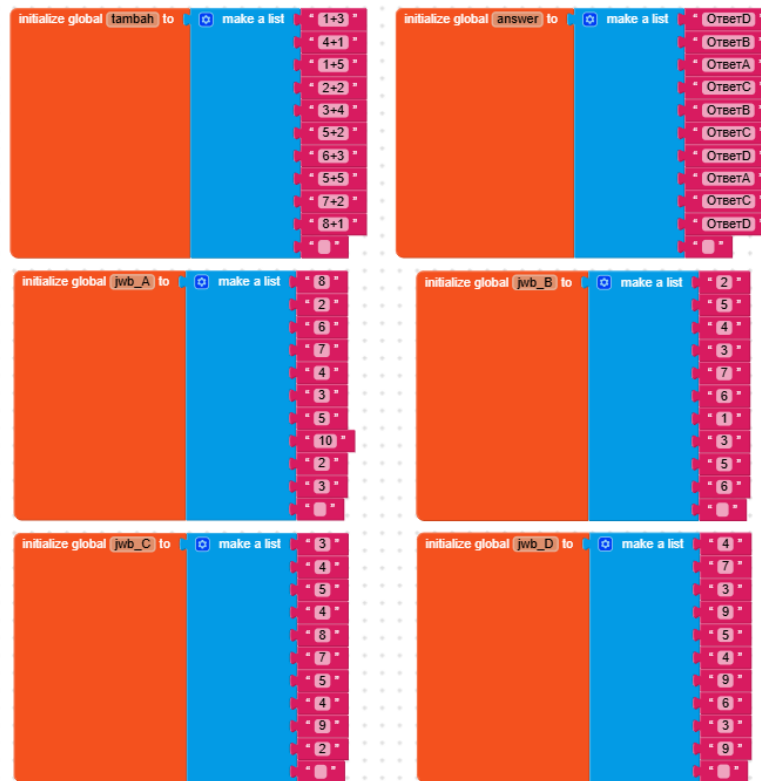 initialize global tambah to make a list " 1+3 "
" 4+1 "
" 1+5 "
" 2+2 "
" 3+4 "
" 5+2 "
" 6+3 "
" 5+5 "
" 7+2 "
" 8+1 "
" "
initialize global answer to make a list " ОтветD "
" ОтветB "
" ОтветA "
" ОтветC "
" ОтветB "
" ОтветC "
" ОтветD "
" ОтветA "
" ОтветC "
" ОтветD "
" "
initialize global jwb_A to make a list " 8 "
" 2 "
" 6 "
" 7 "
" 4 "
" 3 "
" 5 "
" 10 "
" 2 "
" 3 "
" "
initialize global jwb_B to make a list " 2 "
" 5 "
" 4 "
" 3 "
" 7 "
" 6 "
" 1 "
" 3 "
" 5 "
" 6 "
" "
initialize global jwb_C to make a list " 3 "
" 4 "
" 5 "
" 4 "
" 8 "
" 7 "
" 5 "
" 4 "
" 9 "
" 2 "
" "
initialize global jwb_D to make a list " 4 "
" 7 "
" 3 "
" 9 "
" 5 "
" 4 "
" 9 "
" 6 "
" 3 "
" 9 "
" "